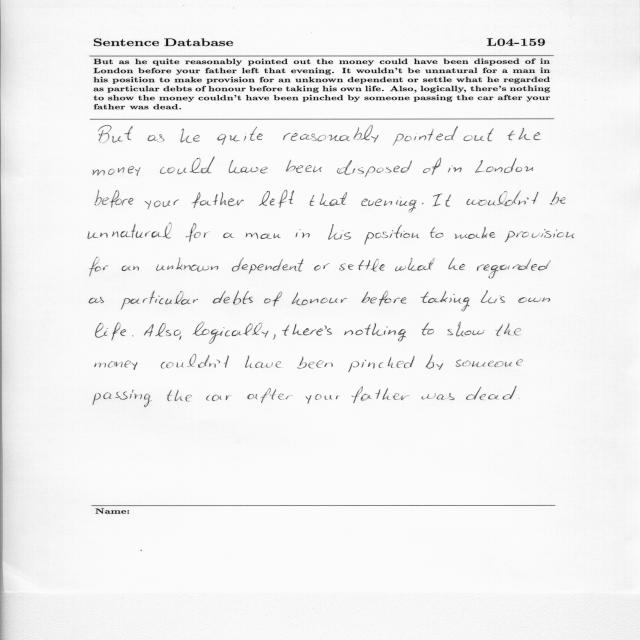 Sentence Database L04-159
But as he quite reasonably pointed out the money could have been disposed of in
London before your father left that evening. It wouldn't be unnatural for a man in
his position to make provision for an unknown dependent or settle what he regarded
as particular debts of honour before taking his own life. Also, logically, there's nothing
to show the money couldn't have been pinched by someone passing the car after your
father was dead.
But as he quite reasonably pointed out the
money could have been disposed of in London
before your father left that evening. It wouldn't be
unnatural for a man in his position to make provision
for an unknown dependent or settle what he regarded
as particular debts of honour before taking his own
life. Also, logically, there's nothing to show the
money couldn't have been pinched by someone
passing the car after your father was dead.
Name: